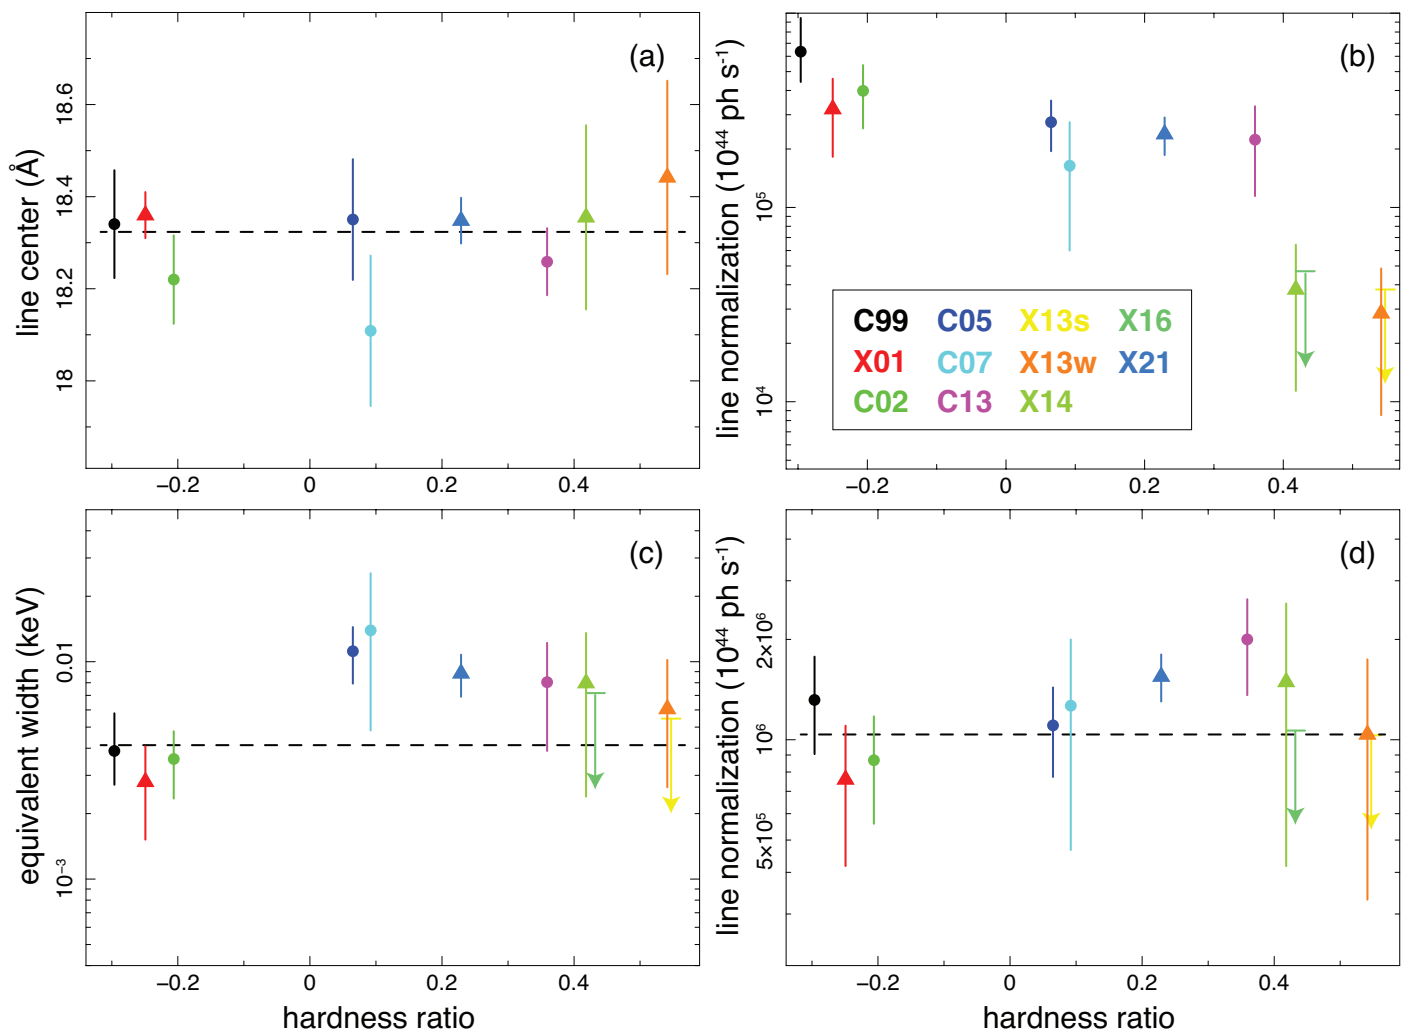 (a)
line center (Å)
18.6
18.4
18.2
18
−0.2 0 0.2 0.4
(b)
line normalization (10⁴⁴ ph s⁻¹)
10⁵
10⁴
C99 C05 X13s X16
X01 C07 X13w X21
C02 C13 X14
−0.2 0 0.2 0.4
(c)
equivalent width (keV)
0.01
10⁻³
−0.2 0 0.2 0.4
hardness ratio
(d)
line normalization (10⁴⁴ ph s⁻¹)
2×10⁶
10⁶
5×10⁵
−0.2 0 0.2 0.4
hardness ratio